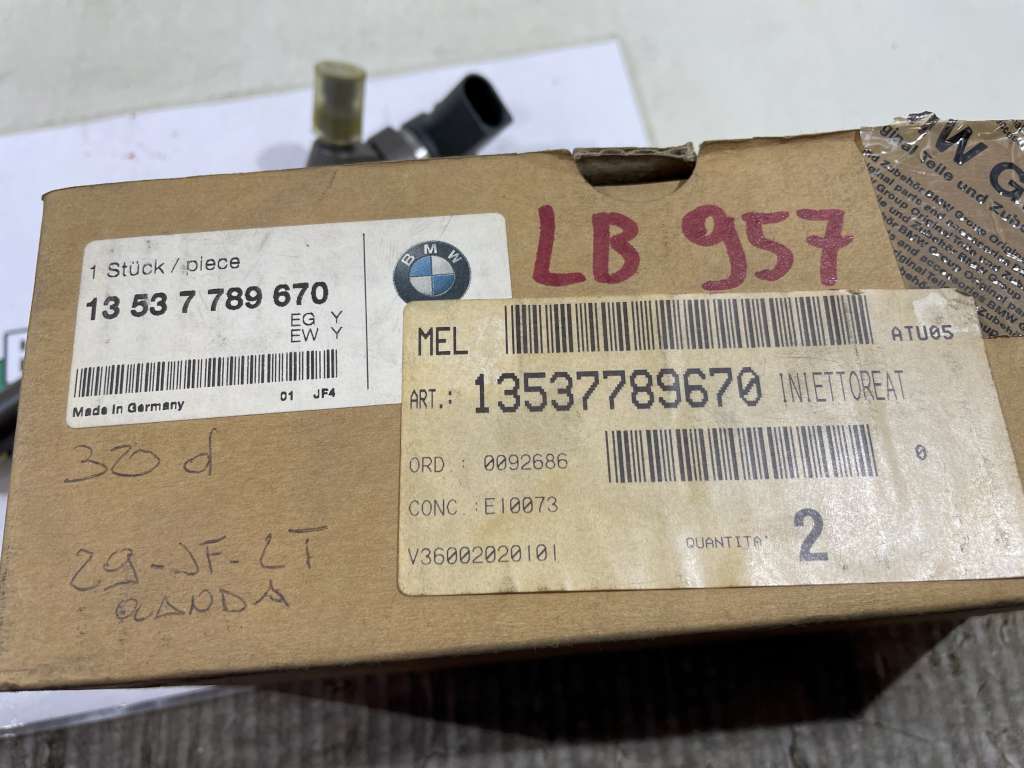 LB 957
1 Stück / piece
13 53 7 789 670
EG Y
EW Y
Made in Germany
01 JF4
BMW
MEL
ATU05
ART.: 13537789670 INIETTOREAT
ORD.: 0092686
0
CONC.:E10073
V36002020101
QUANTITA: 2
320 d
29-JF-LT